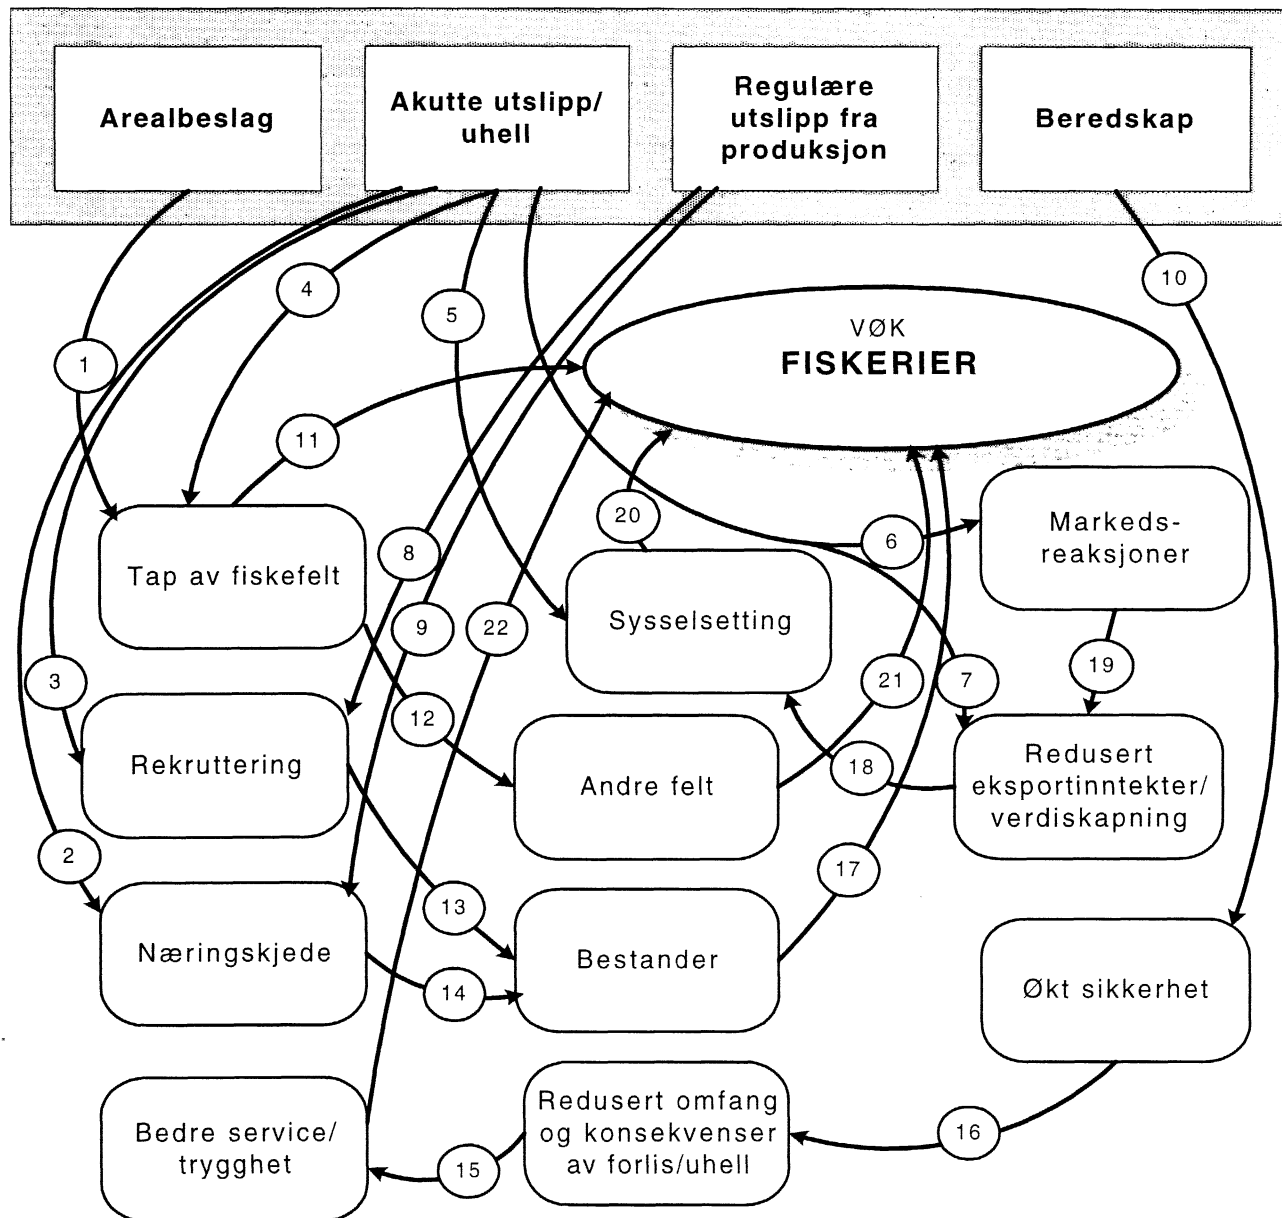 Arealbeslag
Akutte utslipp/
uhell
Regulære
utslipp fra
produksjon
Beredskap
10
4
5
VØK
FISKERIER
1
11
20
6
Markeds-
reaksjoner
8
Tap av fiskefelt
9
22
Sysselsetting
19
3
21
7
12
Rekruttering
Andre felt
18
Redusert
eksportinntekter/
verdiskapning
2
17
13
Næringskjede
14
Bestander
Økt sikkerhet
Bedre service/
trygghet
15
Redusert omfang
og konsekvenser
av forlis/uhell
16